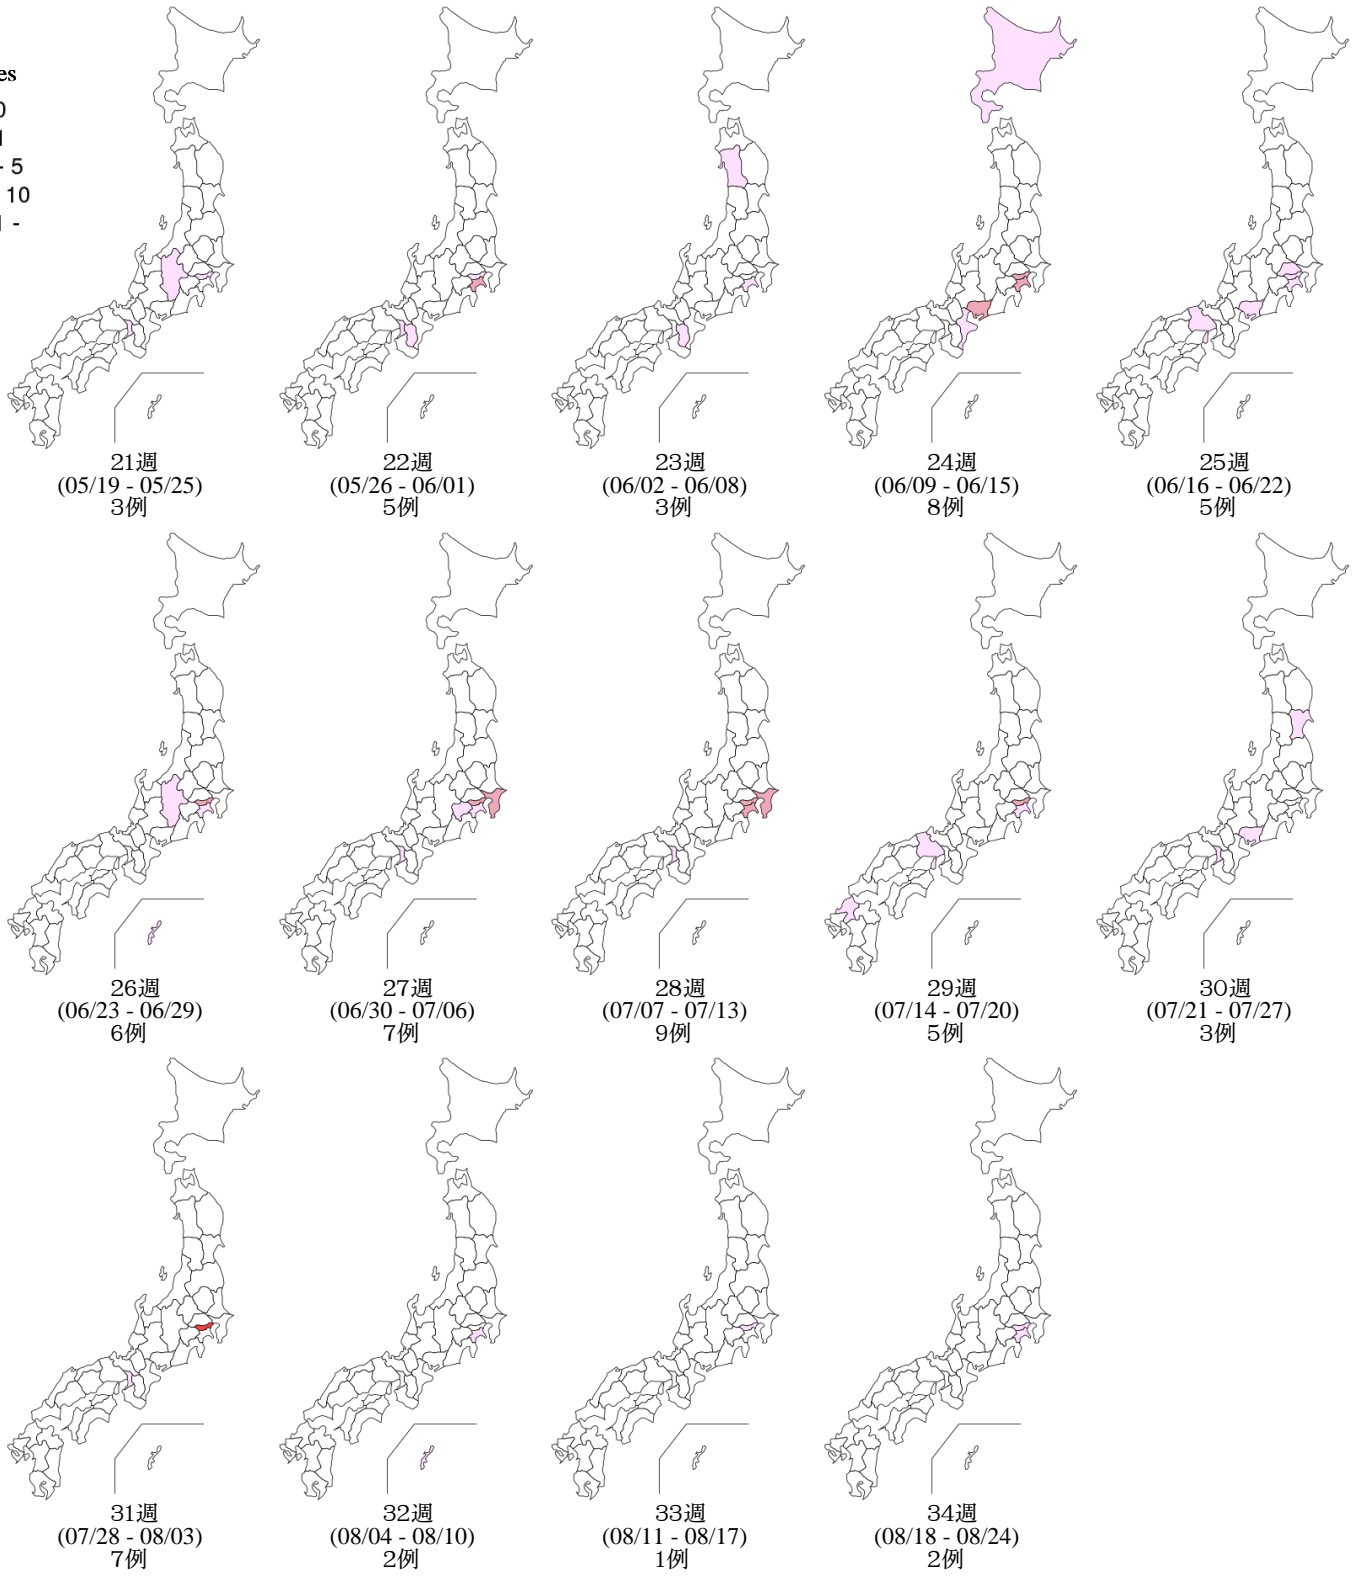 es
0
1
- 5
10
1 -
21週
(05/19 - 05/25)
3例
22週
(05/26 - 06/01)
5例
23週
(06/02 - 06/08)
3例
24週
(06/09 - 06/15)
8例
25週
(06/16 - 06/22)
5例
26週
(06/23 - 06/29)
6例
27週
(06/30 - 07/06)
7例
28週
(07/07 - 07/13)
9例
29週
(07/14 - 07/20)
5例
30週
(07/21 - 07/27)
3例
31週
(07/28 - 08/03)
7例
32週
(08/04 - 08/10)
2例
33週
(08/11 - 08/17)
1例
34週
(08/18 - 08/24)
2例